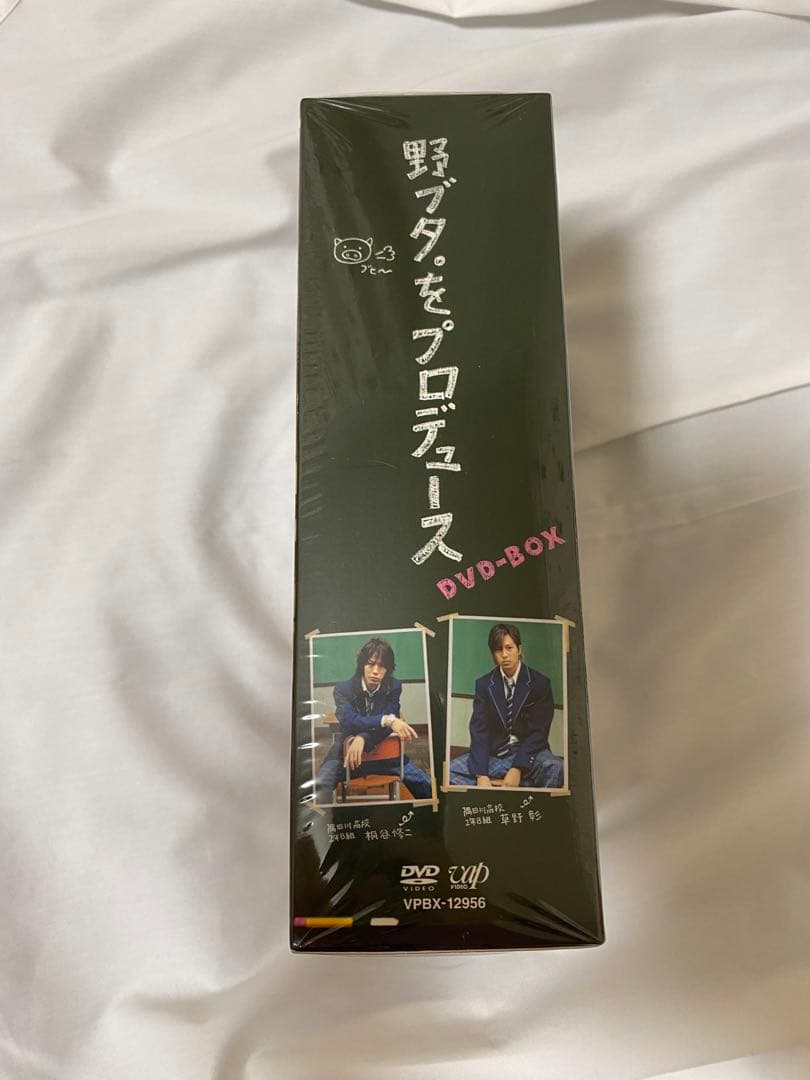 野ブタ。をプロデュース
ブヒ〜
DVD-BOX
隅田川高校
2年B組 桐谷修二
隅田川高校
2年B組 草野 彰
DVD
VIDEO
vap
VIDEO
VPBX-12956